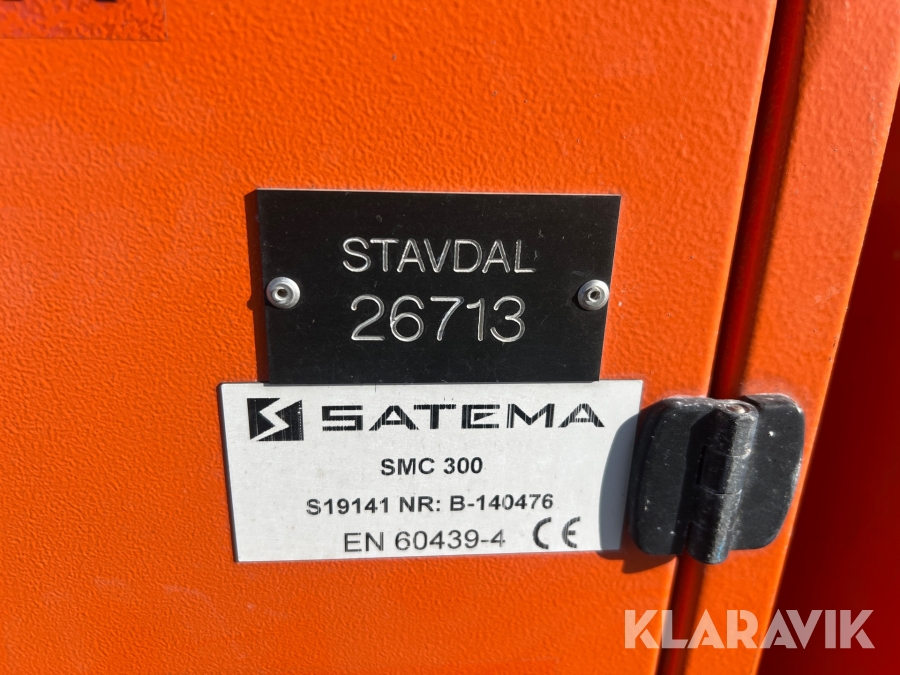 STAVDAL
26713
SATEMA
SMC 300
S19141 NR: B-140476
EN 60439-4 CE
KLARAVIK